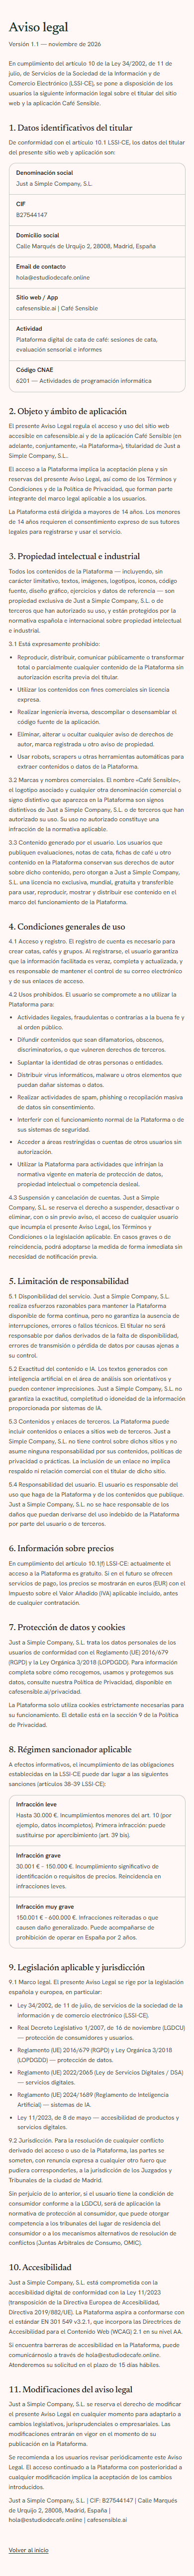 Aviso legal
Versión 1.1 — noviembre de 2026
En cumplimiento del artículo 10 de la Ley 34/2002, de 11 de
julio, de Servicios de la Sociedad de la Información y de
Comercio Electrónico (LSSI-CE), se pone a disposición de los
usuarios la siguiente información legal sobre el titular del sitio
web y la aplicación Café Sensible.
1. Datos identificativos del titular
De conformidad con el artículo 10.1 LSSI-CE, los datos del titular
del presente sitio web y aplicación son:
Denominación social
Just a Simple Company, S.L.
CIF
B27544147
Domicilio social
Calle Marqués de Urquijo 2, 28008, Madrid, España
Email de contacto
hola@estudiodecafe.online
Sitio web / App
cafesensible.ai | Café Sensible
Actividad
Plataforma digital de cata de café: sesiones de cata,
evaluación sensorial e informes
Código CNAE
6201 — Actividades de programación informática
2. Objeto y ámbito de aplicación
El presente Aviso Legal regula el acceso y uso del sitio web
accesible en cafesensible.ai y de la aplicación Café Sensible (en
adelante, conjuntamente, «la Plataforma»), titularidad de Just a
Simple Company, S.L..
El acceso a la Plataforma implica la aceptación plena y sin
reservas del presente Aviso Legal, así como de los Términos y
Condiciones y de la Política de Privacidad, que forman parte
integrante del marco legal aplicable a los usuarios.
La Plataforma está dirigida a mayores de 14 años. Los menores
de 14 años requieren el consentimiento expreso de sus tutores
legales para registrarse y usar el servicio.
3. Propiedad intelectual e industrial
Todos los contenidos de la Plataforma — incluyendo, sin
carácter limitativo, textos, imágenes, logotipos, iconos, código
fuente, diseño gráfico, ejercicios y datos de referencia — son
propiedad exclusiva de Just a Simple Company, S.L. o de
terceros que han autorizado su uso, y están protegidos por la
normativa española e internacional sobre propiedad intelectual
e industrial.
3.1 Está expresamente prohibido:
• Reproducir, distribuir, comunicar públicamente o transformar
total o parcialmente cualquier contenido de la Plataforma sin
autorización escrita previa del titular.
• Utilizar los contenidos con fines comerciales sin licencia
expresa.
• Realizar ingeniería inversa, descompilar o desensamblar el
código fuente de la aplicación.
• Eliminar, alterar u ocultar cualquier aviso de derechos de
autor, marca registrada u otro aviso de propiedad.
• Usar robots, scrapers u otras herramientas automáticas para
extraer contenidos o datos de la Plataforma.
3.2 Marcas y nombres comerciales. El nombre «Café Sensible»,
el logotipo asociado y cualquier otra denominación comercial o
signo distintivo que aparezca en la Plataforma son signos
distintivos de Just a Simple Company, S.L. o de terceros que han
autorizado su uso. Su uso no autorizado constituye una
infracción de la normativa aplicable.
3.3 Contenido generado por el usuario. Los usuarios que
publiquen evaluaciones, notas de cata, fichas de café u otro
contenido en la Plataforma conservan sus derechos de autor
sobre dicho contenido, pero otorgan a Just a Simple Company,
S.L. una licencia no exclusiva, mundial, gratuita y transferible
para usar, reproducir, mostrar y distribuir ese contenido en el
marco del funcionamiento de la Plataforma.
4. Condiciones generales de uso
4.1 Acceso y registro. El registro de cuenta es necesario para
crear catas, cafés y grupos. Al registrarse, el usuario garantiza
que la información facilitada es veraz, completa y actualizada, y
es responsable de mantener el control de su correo electrónico
y de sus enlaces de acceso.
4.2 Usos prohibidos. El usuario se compromete a no utilizar la
Plataforma para:
• Actividades ilegales, fraudulentas o contrarias a la buena fe y
al orden público.
• Difundir contenidos que sean difamatorios, obscenos,
discriminatorios, o que vulneren derechos de terceros.
• Suplantar la identidad de otras personas o entidades.
• Distribuir virus informáticos, malware u otros elementos que
puedan dañar sistemas o datos.
• Realizar actividades de spam, phishing o recopilación masiva
de datos sin consentimiento.
• Interferir con el funcionamiento normal de la Plataforma o de
sus sistemas de seguridad.
• Acceder a áreas restringidas o cuentas de otros usuarios sin
autorización.
• Utilizar la Plataforma para actividades que infrinjan la
normativa vigente en materia de protección de datos,
propiedad intelectual o competencia desleal.
4.3 Suspensión y cancelación de cuentas. Just a Simple
Company, S.L. se reserva el derecho a suspender, desactivar o
eliminar, con o sin previo aviso, el acceso de cualquier usuario
que incumpla el presente Aviso Legal, los Términos y
Condiciones o la legislación aplicable. En casos graves o de
reincidencia, podrá adoptarse la medida de forma inmediata sin
necesidad de notificación previa.
5. Limitación de responsabilidad
5.1 Disponibilidad del servicio. Just a Simple Company, S.L.
realiza esfuerzos razonables para mantener la Plataforma
disponible de forma continua, pero no garantiza la ausencia de
interrupciones, errores o fallos técnicos. El titular no será
responsable por daños derivados de la falta de disponibilidad,
errores de transmisión o pérdida de datos por causas ajenas a
su control.
5.2 Exactitud del contenido e IA. Los textos generados con
inteligencia artificial en el área de análisis son orientativos y
pueden contener imprecisiones. Just a Simple Company, S.L. no
garantiza la exactitud, completitud o idoneidad de la información
proporcionada por sistemas de IA.
5.3 Contenidos y enlaces de terceros. La Plataforma puede
incluir contenidos o enlaces a sitios web de terceros. Just a
Simple Company, S.L. no tiene control sobre dichos sitios y no
asume ninguna responsabilidad por sus contenidos, políticas de
privacidad o prácticas. La inclusión de un enlace no implica
respaldo ni relación comercial con el titular de dicho sitio.
5.4 Responsabilidad del usuario. El usuario es responsable del
uso que haga de la Plataforma y de los contenidos que publique.
Just a Simple Company, S.L. no se hace responsable de los
daños que puedan derivarse del uso indebido de la Plataforma
por parte del usuario o de terceros.
6. Información sobre precios
En cumplimiento del artículo 10.1(f) LSSI-CE: actualmente el
acceso a la Plataforma es gratuito. Si en el futuro se ofrecen
servicios de pago, los precios se mostrarán en euros (EUR) con el
Impuesto sobre el Valor Añadido (IVA) aplicable incluido, antes
de cualquier contratación.
7. Protección de datos y cookies
Just a Simple Company, S.L. trata los datos personales de los
usuarios de conformidad con el Reglamento (UE) 2016/679
(RGPD) y la Ley Orgánica 3/2018 (LOPDGDD). Para información
completa sobre cómo recogemos, usamos y protegemos sus
datos, consulte nuestra Política de Privacidad, disponible en
cafesensible.ai/privacidad.
La Plataforma solo utiliza cookies estrictamente necesarias para
su funcionamiento. El detalle está en la sección 9 de la Política
de Privacidad.
8. Régimen sancionador aplicable
A efectos informativos, el incumplimiento de las obligaciones
establecidas en la LSSI-CE puede dar lugar a las siguientes
sanciones (artículos 38-39 LSSI-CE):
Infracción leve
Hasta 30.000 €. Incumplimientos menores del art. 10 (por
ejemplo, datos incompletos). Primera infracción: puede
sustituirse por apercibimiento (art. 39 bis).
Infracción grave
30.001 € – 150.000 €. Incumplimiento significativo de
identificación o requisitos de precios. Reincidencia en
infracciones leves.
Infracción muy grave
150.001 € – 600.000 €. Infracciones reiteradas o que
causen daño generalizado. Puede acompañarse de
prohibición de operar en España por 2 años.
9. Legislación aplicable y jurisdicción
9.1 Marco legal. El presente Aviso Legal se rige por la legislación
española y europea, en particular:
• Ley 34/2002, de 11 de julio, de servicios de la sociedad de la
información y de comercio electrónico (LSSI-CE).
• Real Decreto Legislativo 1/2007, de 16 de noviembre (LGDCU)
— protección de consumidores y usuarios.
• Reglamento (UE) 2016/679 (RGPD) y Ley Orgánica 3/2018
(LOPDGDD) — protección de datos.
• Reglamento (UE) 2022/2065 (Ley de Servicios Digitales / DSA)
— servicios digitales.
• Reglamento (UE) 2024/1689 (Reglamento de Inteligencia
Artificial) — sistemas de IA.
• Ley 11/2023, de 8 de mayo — accesibilidad de productos y
servicios digitales.
9.2 Jurisdicción. Para la resolución de cualquier conflicto
derivado del acceso o uso de la Plataforma, las partes se
someten, con renuncia expresa a cualquier otro fuero que
pudiera corresponderles, a la jurisdicción de los Juzgados y
Tribunales de la ciudad de Madrid.
Sin perjuicio de lo anterior, si el usuario tiene la condición de
consumidor conforme a la LGDCU, será de aplicación la
normativa de protección al consumidor, que puede otorgar
competencia a los tribunales del lugar de residencia del
consumidor o a los mecanismos alternativos de resolución de
conflictos (Juntas Arbitrales de Consumo, OMIC).
10. Accesibilidad
Just a Simple Company, S.L. está comprometida con la
accesibilidad digital de conformidad con la Ley 11/2023
(transposición de la Directiva Europea de Accesibilidad,
Directiva 2019/882/UE). La Plataforma aspira a conformarse con
el estándar EN 301 549 v3.2.1, que incorpora las Directrices de
Accesibilidad para el Contenido Web (WCAG) 2.1 en su nivel AA.
Si encuentra barreras de accesibilidad en la Plataforma, puede
comunicárnoslo a través de hola@estudiodecafe.online.
Atenderemos su solicitud en el plazo de 15 días hábiles.
11. Modificaciones del aviso legal
Just a Simple Company, S.L. se reserva el derecho de modificar
el presente Aviso Legal en cualquier momento para adaptarlo a
cambios legislativos, jurisprudenciales o empresariales. Las
modificaciones entrarán en vigor en el momento de su
publicación en la Plataforma.
Se recomienda a los usuarios revisar periódicamente este Aviso
Legal. El acceso continuado a la Plataforma con posterioridad a
cualquier modificación implica la aceptación de los cambios
introducidos.
Just a Simple Company, S.L. | CIF: B27544147 | Calle Marqués
de Urquijo 2, 28008, Madrid, España |
hola@estudiodecafe.online | cafesensible.ai
Volver al inicio